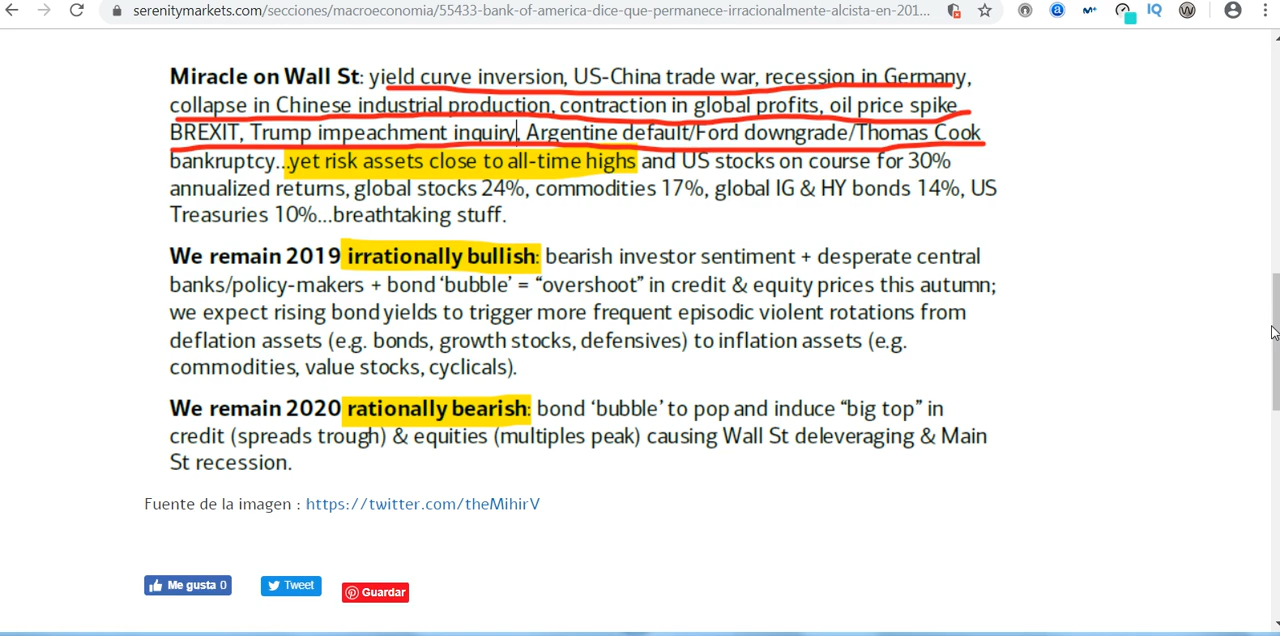 serenitymarkets.com/secciones/macroeconomia/55433-bank-of-america-dice-que-permanece-irracionalmente-alcista-en-201...
Miracle on Wall St: yield curve inversion, US-China trade war, recession in Germany,
collapse in Chinese industrial production, contraction in global profits, oil price spike
BREXIT, Trump impeachment inquiry, Argentine default/Ford downgrade/Thomas Cook
bankruptcy...yet risk assets close to all-time highs and US stocks on course for 30%
annualized returns, global stocks 24%, commodities 17%, global IG & HY bonds 14%, US
Treasuries 10%...breathtaking stuff.
We remain 2019 irrationally bullish: bearish investor sentiment + desperate central
banks/policy-makers + bond ‘bubble’ = “overshoot” in credit & equity prices this autumn;
we expect rising bond yields to trigger more frequent episodic violent rotations from
deflation assets (e.g. bonds, growth stocks, defensives) to inflation assets (e.g.
commodities, value stocks, cyclicals).
We remain 2020 rationally bearish: bond ‘bubble’ to pop and induce “big top” in
credit (spreads trough) & equities (multiples peak) causing Wall St deleveraging & Main
St recession.
Fuente de la imagen : https://twitter.com/theMihirV
Me gusta 0 Tweet Guardar